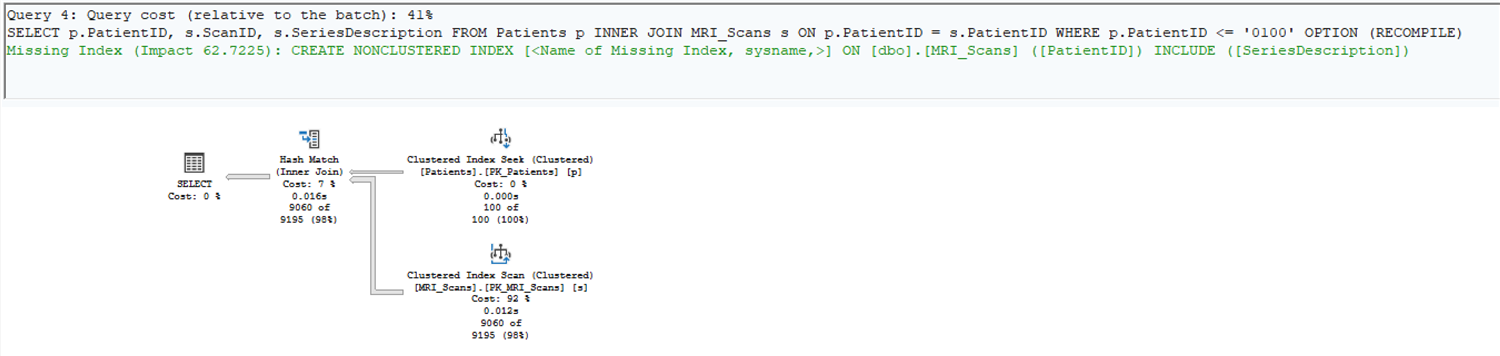 Query 4: Query cost (relative to the batch): 41%
SELECT p.PatientID, s.ScanID, s.SeriesDescription FROM Patients p INNER JOIN MRI_Scans s ON p.PatientID = s.PatientID WHERE p.PatientID <= '0100' OPTION (RECOMPILE)
Missing Index (Impact 62.7225): CREATE NONCLUSTERED INDEX [<Name of Missing Index, sysname,>] ON [dbo].[MRI_Scans] ([PatientID]) INCLUDE ([SeriesDescription])
SELECT
Cost: 0 %
Hash Match
(Inner Join)
Cost: 7 %
0.016s
9060 of
9195 (98%)
Clustered Index Seek (Clustered)
[Patients].[PK_Patients] [p]
Cost: 0 %
0.000s
100 of
100 (100%)
Clustered Index Scan (Clustered)
[MRI_Scans].[PK_MRI_Scans] [s]
Cost: 92 %
0.012s
9060 of
9195 (98%)